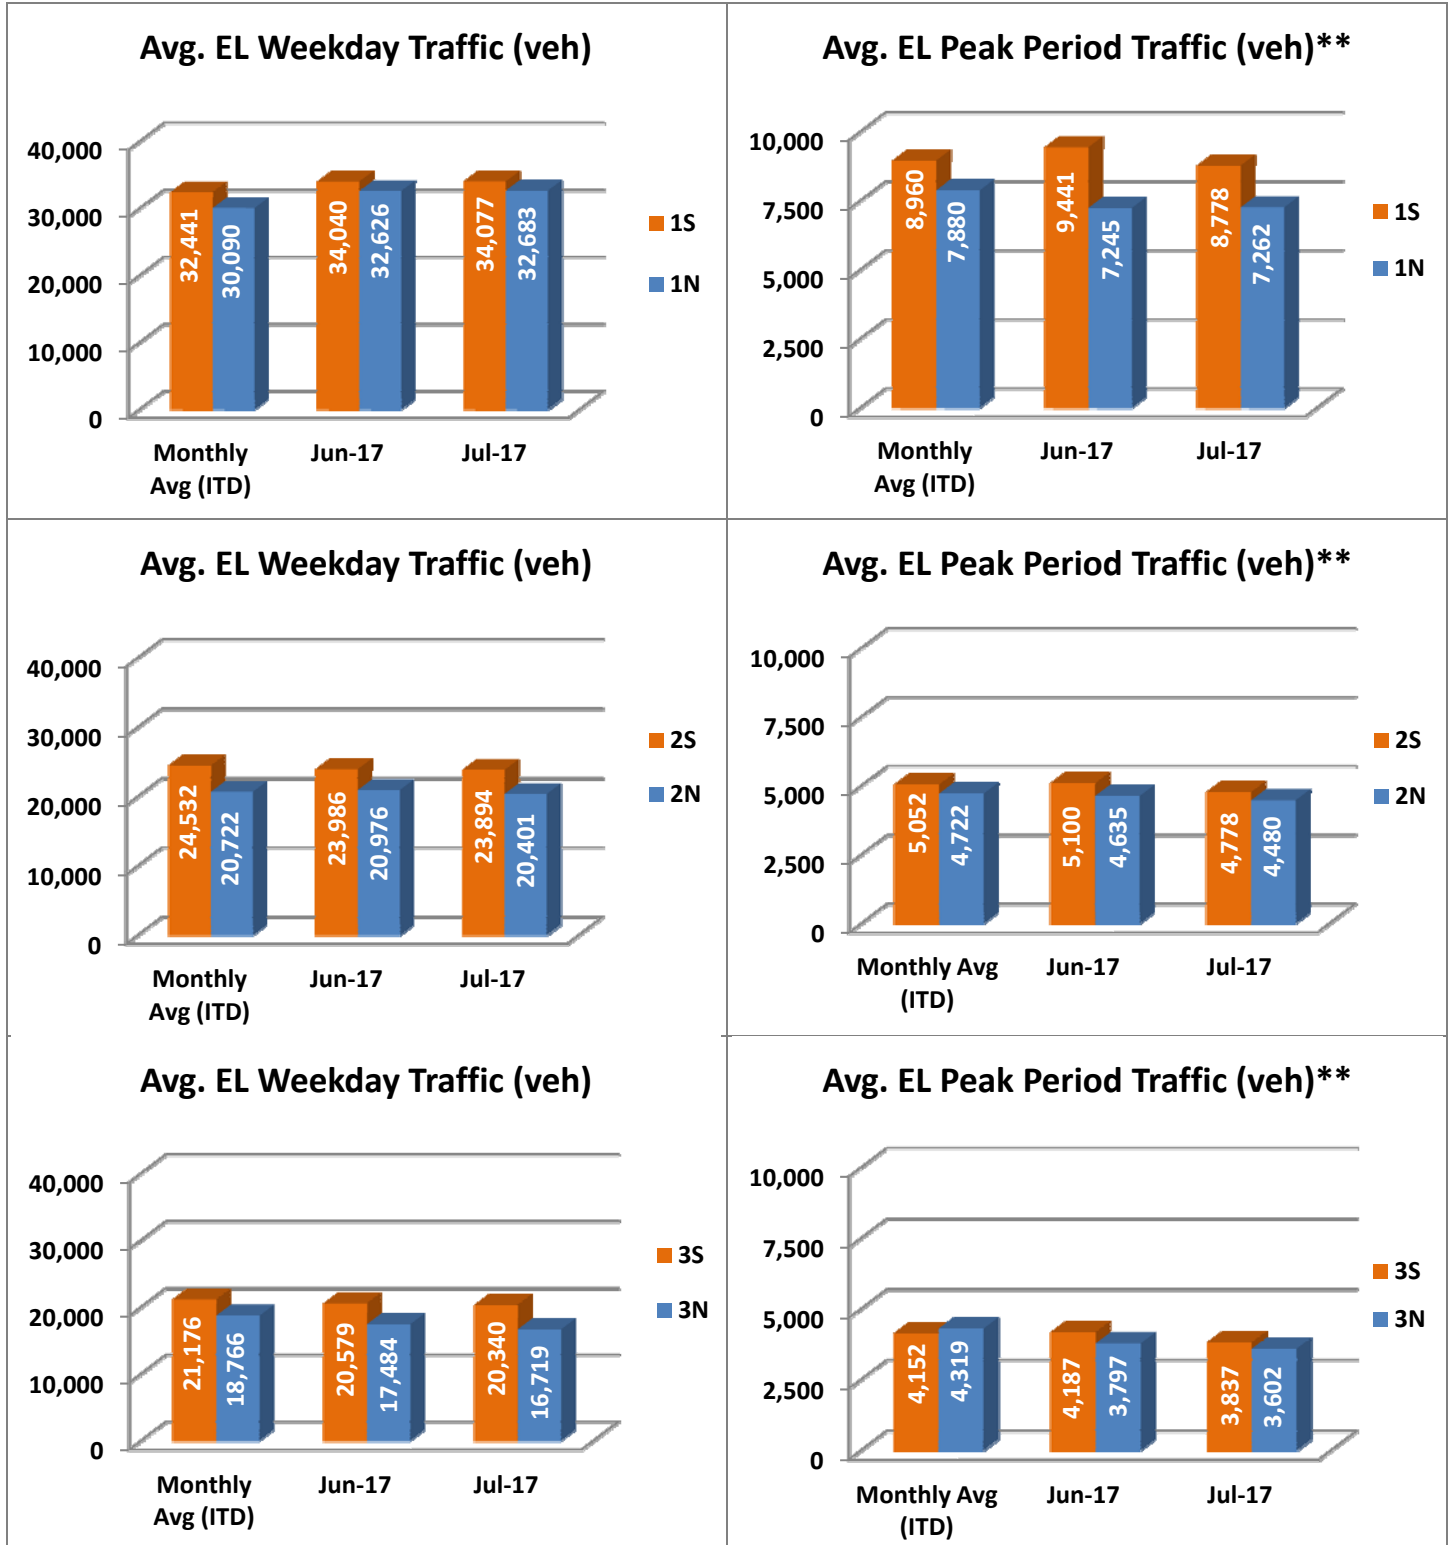 Avg. EL Weekday Traffic (veh)
40,000
30,000
20,000
10,000
0
32,441
30,090
34,040
32,626
34,077
32,683
Monthly
Avg (ITD)
Jun-17
Jul-17
1S
1N
Avg. EL Peak Period Traffic (veh)**
10,000
7,500
5,000
2,500
0
8,960
7,880
9,441
7,245
8,778
7,262
Monthly
Avg (ITD)
Jun-17
Jul-17
1S
1N
Avg. EL Weekday Traffic (veh)
40,000
30,000
20,000
10,000
0
24,532
20,722
23,986
20,976
23,894
20,401
Monthly
Avg (ITD)
Jun-17
Jul-17
2S
2N
Avg. EL Peak Period Traffic (veh)**
10,000
7,500
5,000
2,500
0
5,052
4,722
5,100
4,635
4,778
4,480
Monthly Avg
(ITD)
Jun-17
Jul-17
2S
2N
Avg. EL Weekday Traffic (veh)
40,000
30,000
20,000
10,000
0
21,176
18,766
20,579
17,484
20,340
16,719
Monthly
Avg (ITD)
Jun-17
Jul-17
3S
3N
Avg. EL Peak Period Traffic (veh)**
10,000
7,500
5,000
2,500
0
4,152
4,319
4,187
3,797
3,837
3,602
Monthly Avg
(ITD)
Jun-17
Jul-17
3S
3N